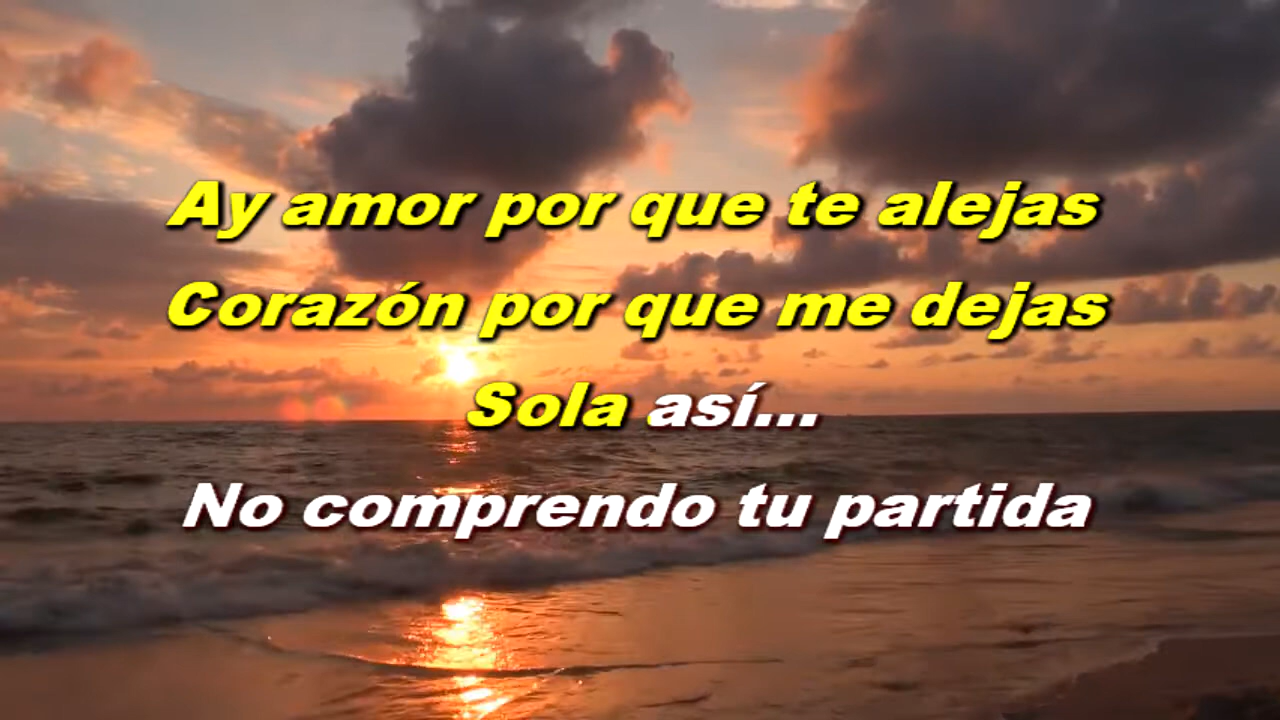 Ay amor por que te alejas
Corazón por que me dejas
Sola así...
No comprendo tu partida